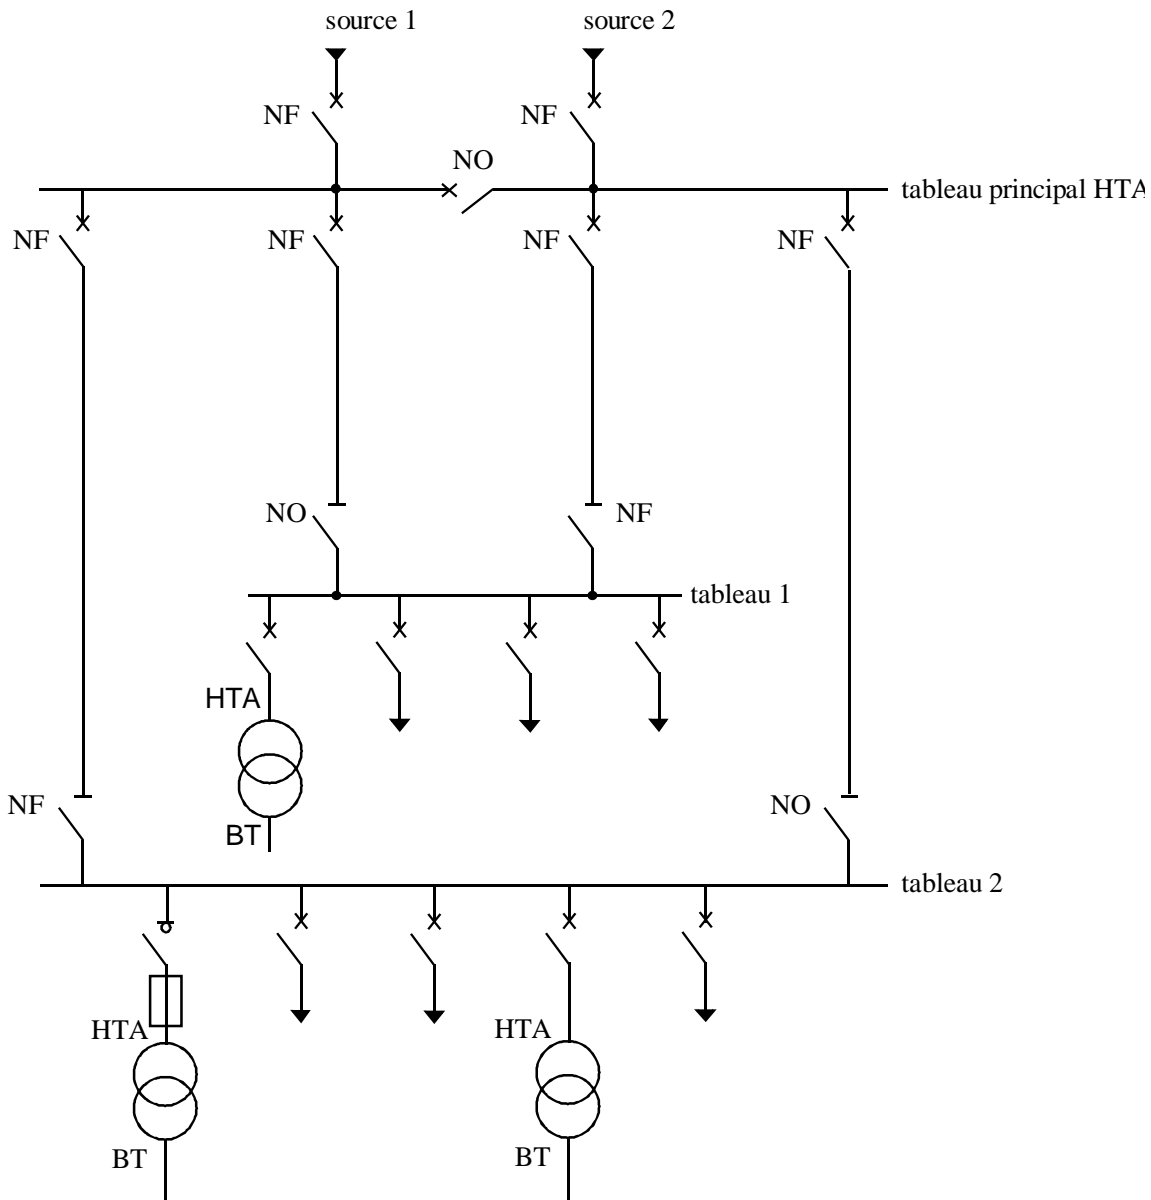 source 1
source 2
NF
NF
NO
tableau principal HTA
NF
NF
NF
NF
NO
NF
tableau 1
HTA
BT
NF
NO
tableau 2
HTA
HTA
BT
BT